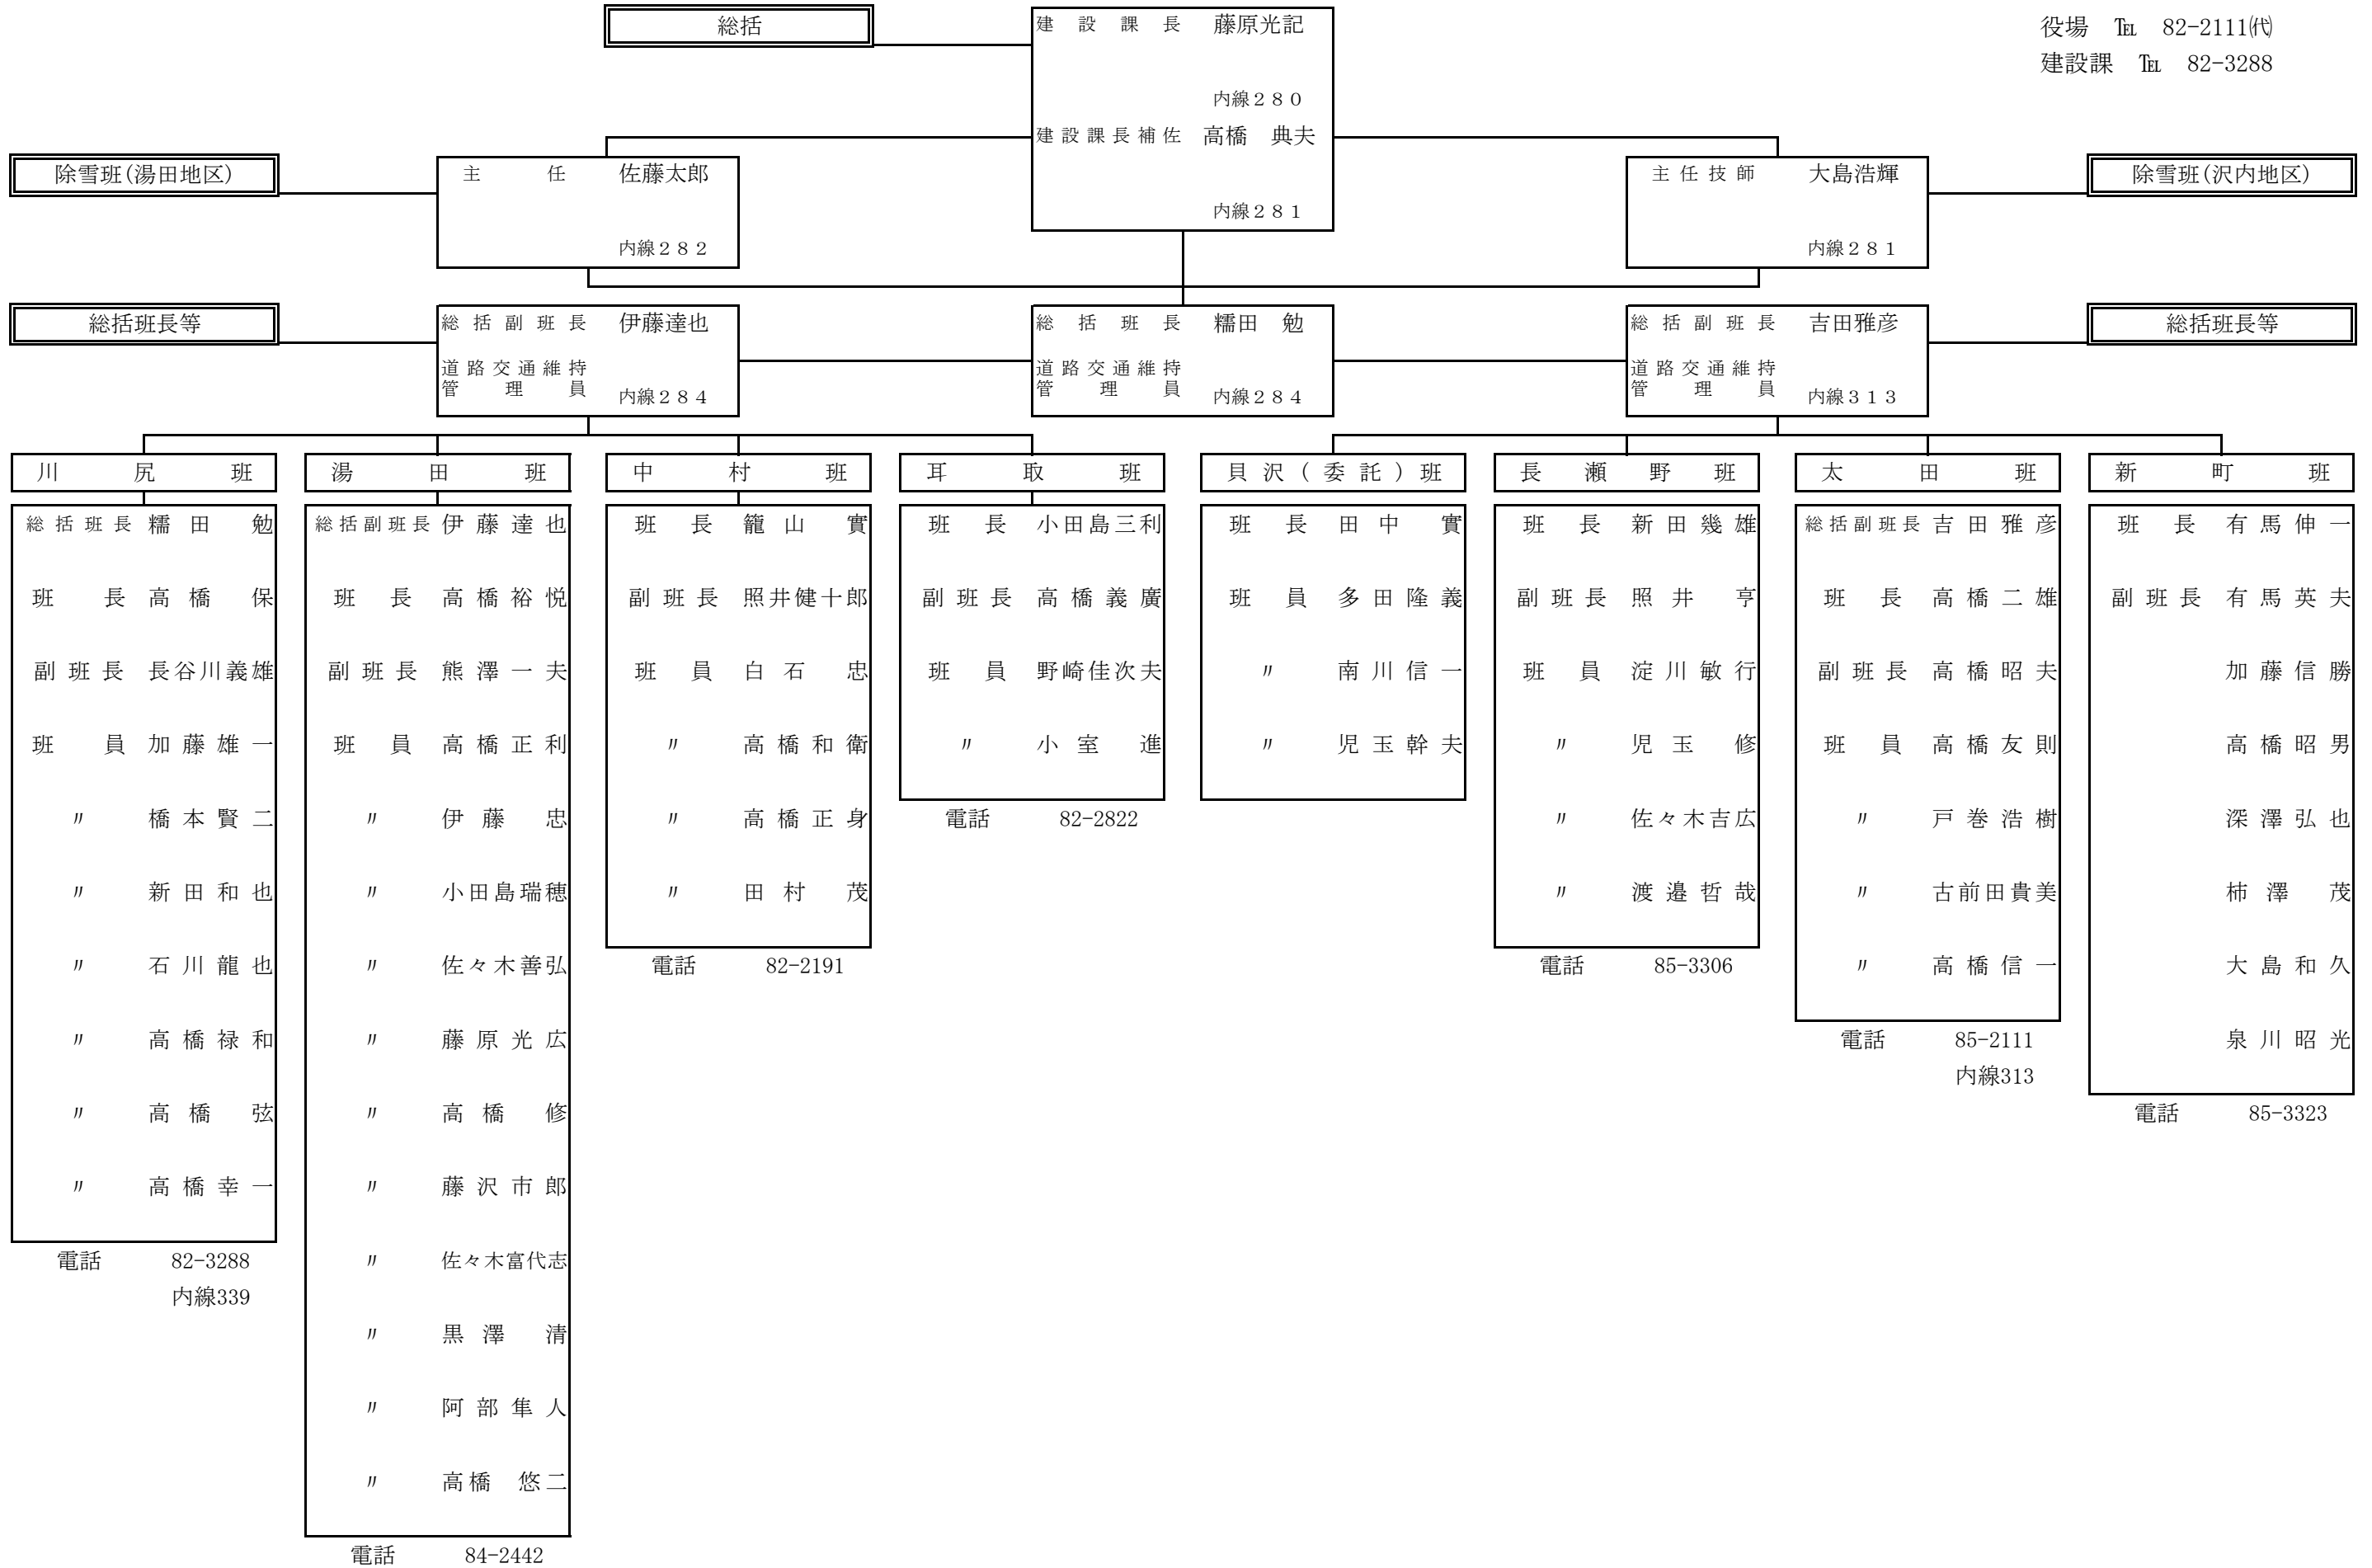 総括
建設課長 藤原光記
内線２８０
建設課長補佐 高橋 典夫
内線２８１
役場 ℡ 82-2111㈹
建設課 ℡ 82-3288
除雪班(湯田地区)
主任 佐藤太郎
内線２８２
主任技師 大島浩輝
内線２８１
除雪班(沢内地区)
総括班長等
総括副班長 伊藤達也
道路交通維持
管理員 内線２８４
総括班長 糯田 勉
道路交通維持
管理員 内線２８４
総括副班長 吉田雅彦
道路交通維持
管理員 内線３１３
総括班長等
川尻班
総括班長 糯田 勉
班長 高橋 保
副班長 長谷川義雄
班員 加藤雄一
〃 橋本賢二
〃 新田和也
〃 石川龍也
〃 高橋禄和
〃 高橋 弦
〃 高橋幸一
電話 82-3288
内線339
湯田班
総括副班長 伊藤達也
班長 高橋裕悦
副班長 熊澤一夫
班員 高橋正利
〃 伊藤 忠
〃 小田島瑞穂
〃 佐々木善弘
〃 藤原光広
〃 高橋 修
〃 藤沢市郎
〃 佐々木富代志
〃 黒澤 清
〃 阿部隼人
〃 高橋 悠二
電話 84-2442
中村班
班長 籠山 實
副班長 照井健十郎
班員 白石 忠
〃 高橋和衛
〃 高橋正身
〃 田村 茂
電話 82-2191
耳取班
班長 小田島三利
副班長 高橋義廣
班員 野崎佳次夫
〃 小室 進
電話 82-2822
貝沢(委託)班
班長 田中 實
班員 多田隆義
〃 南川信一
〃 児玉幹夫
長瀬野班
班長 新田幾雄
副班長 照井 亨
班員 淀川敏行
〃 児玉 修
〃 佐々木吉広
〃 渡邉哲哉
電話 85-3306
太田班
総括副班長 吉田雅彦
班長 高橋二雄
副班長 高橋昭夫
班員 高橋友則
〃 戸巻浩樹
〃 古前田貴美
〃 高橋信一
電話 85-2111
内線313
新町班
班長 有馬伸一
副班長 有馬英夫
加藤信勝
高橋昭男
深澤弘也
柿澤 茂
大島和久
泉川昭光
電話 85-3323